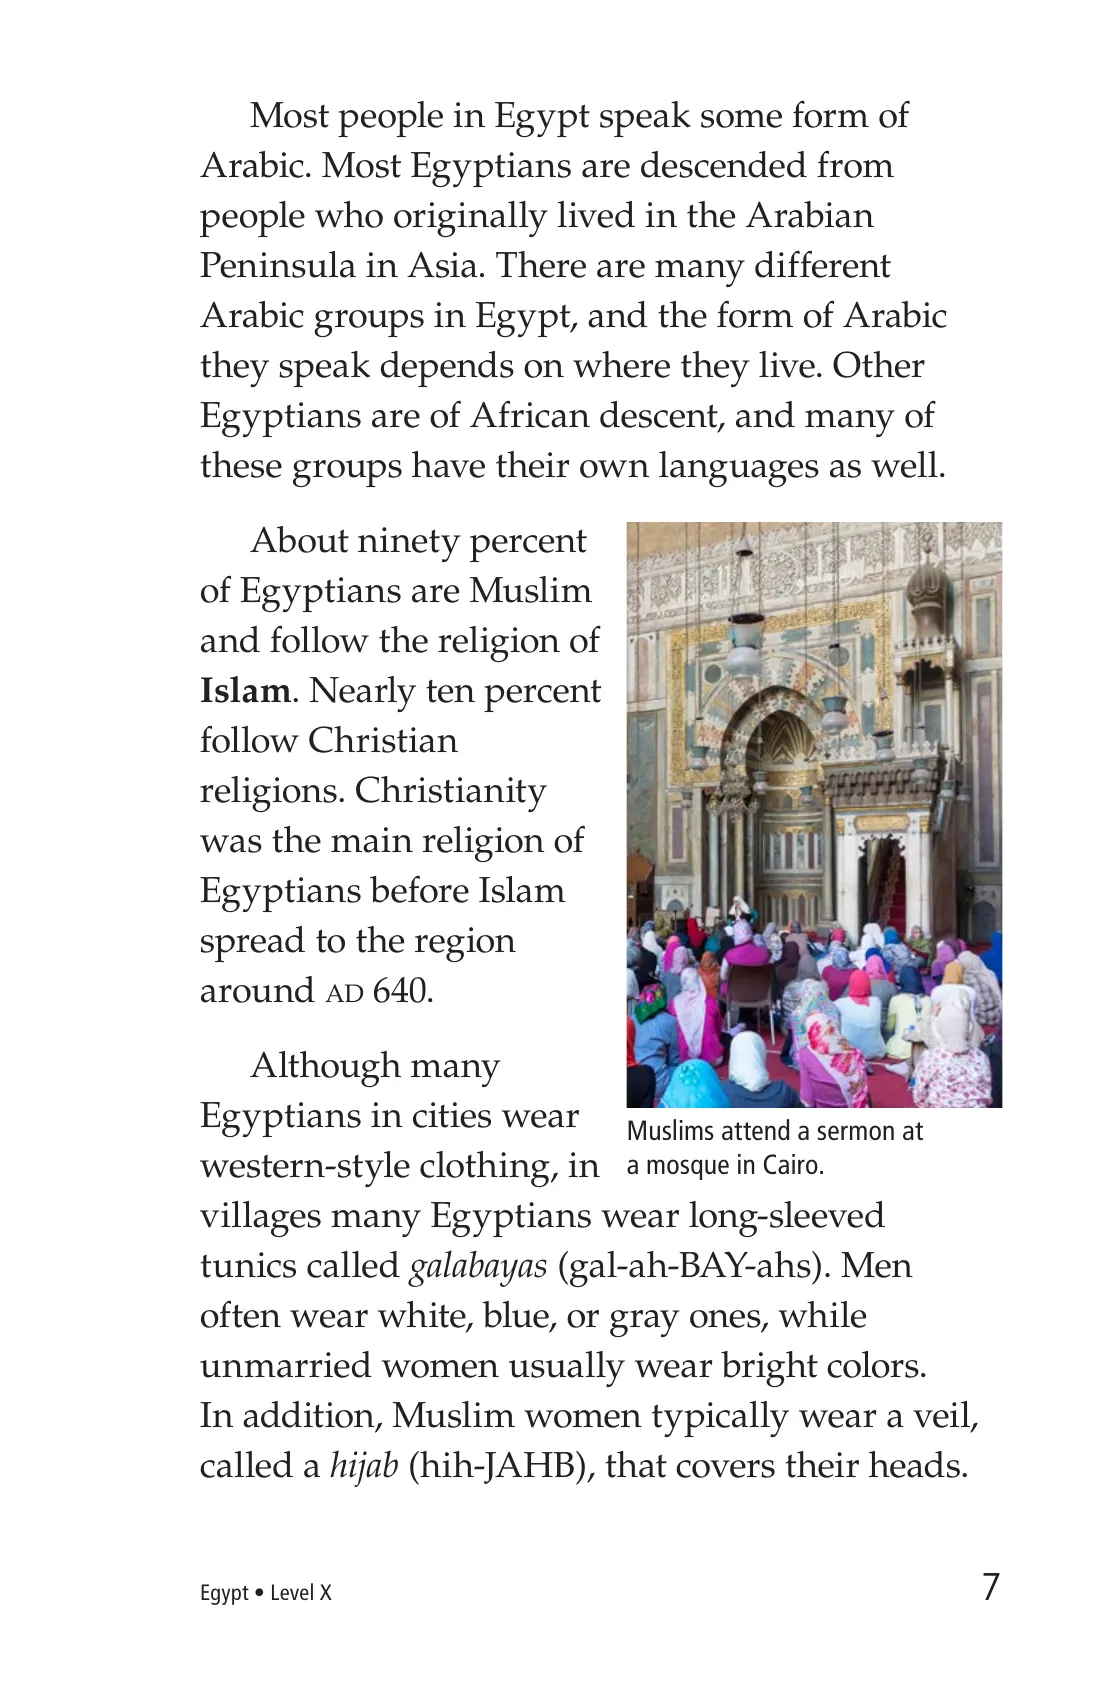 Most people in Egypt speak some form of
Arabic. Most Egyptians are descended from
people who originally lived in the Arabian
Peninsula in Asia. There are many different
Arabic groups in Egypt, and the form of Arabic
they speak depends on where they live. Other
Egyptians are of African descent, and many of
these groups have their own languages as well.
About ninety percent
of Egyptians are Muslim
and follow the religion of
Islam. Nearly ten percent
follow Christian
religions. Christianity
was the main religion of
Egyptians before Islam
spread to the region
around AD 640.
Although many
Egyptians in cities wear
western-style clothing, in
villages many Egyptians wear long-sleeved
tunics called galabayas (gal-ah-BAY-ahs). Men
often wear white, blue, or gray ones, while
unmarried women usually wear bright colors.
In addition, Muslim women typically wear a veil,
called a hijab (hih-JAHB), that covers their heads.
Muslims attend a sermon at
a mosque in Cairo.
Egypt • Level X
7